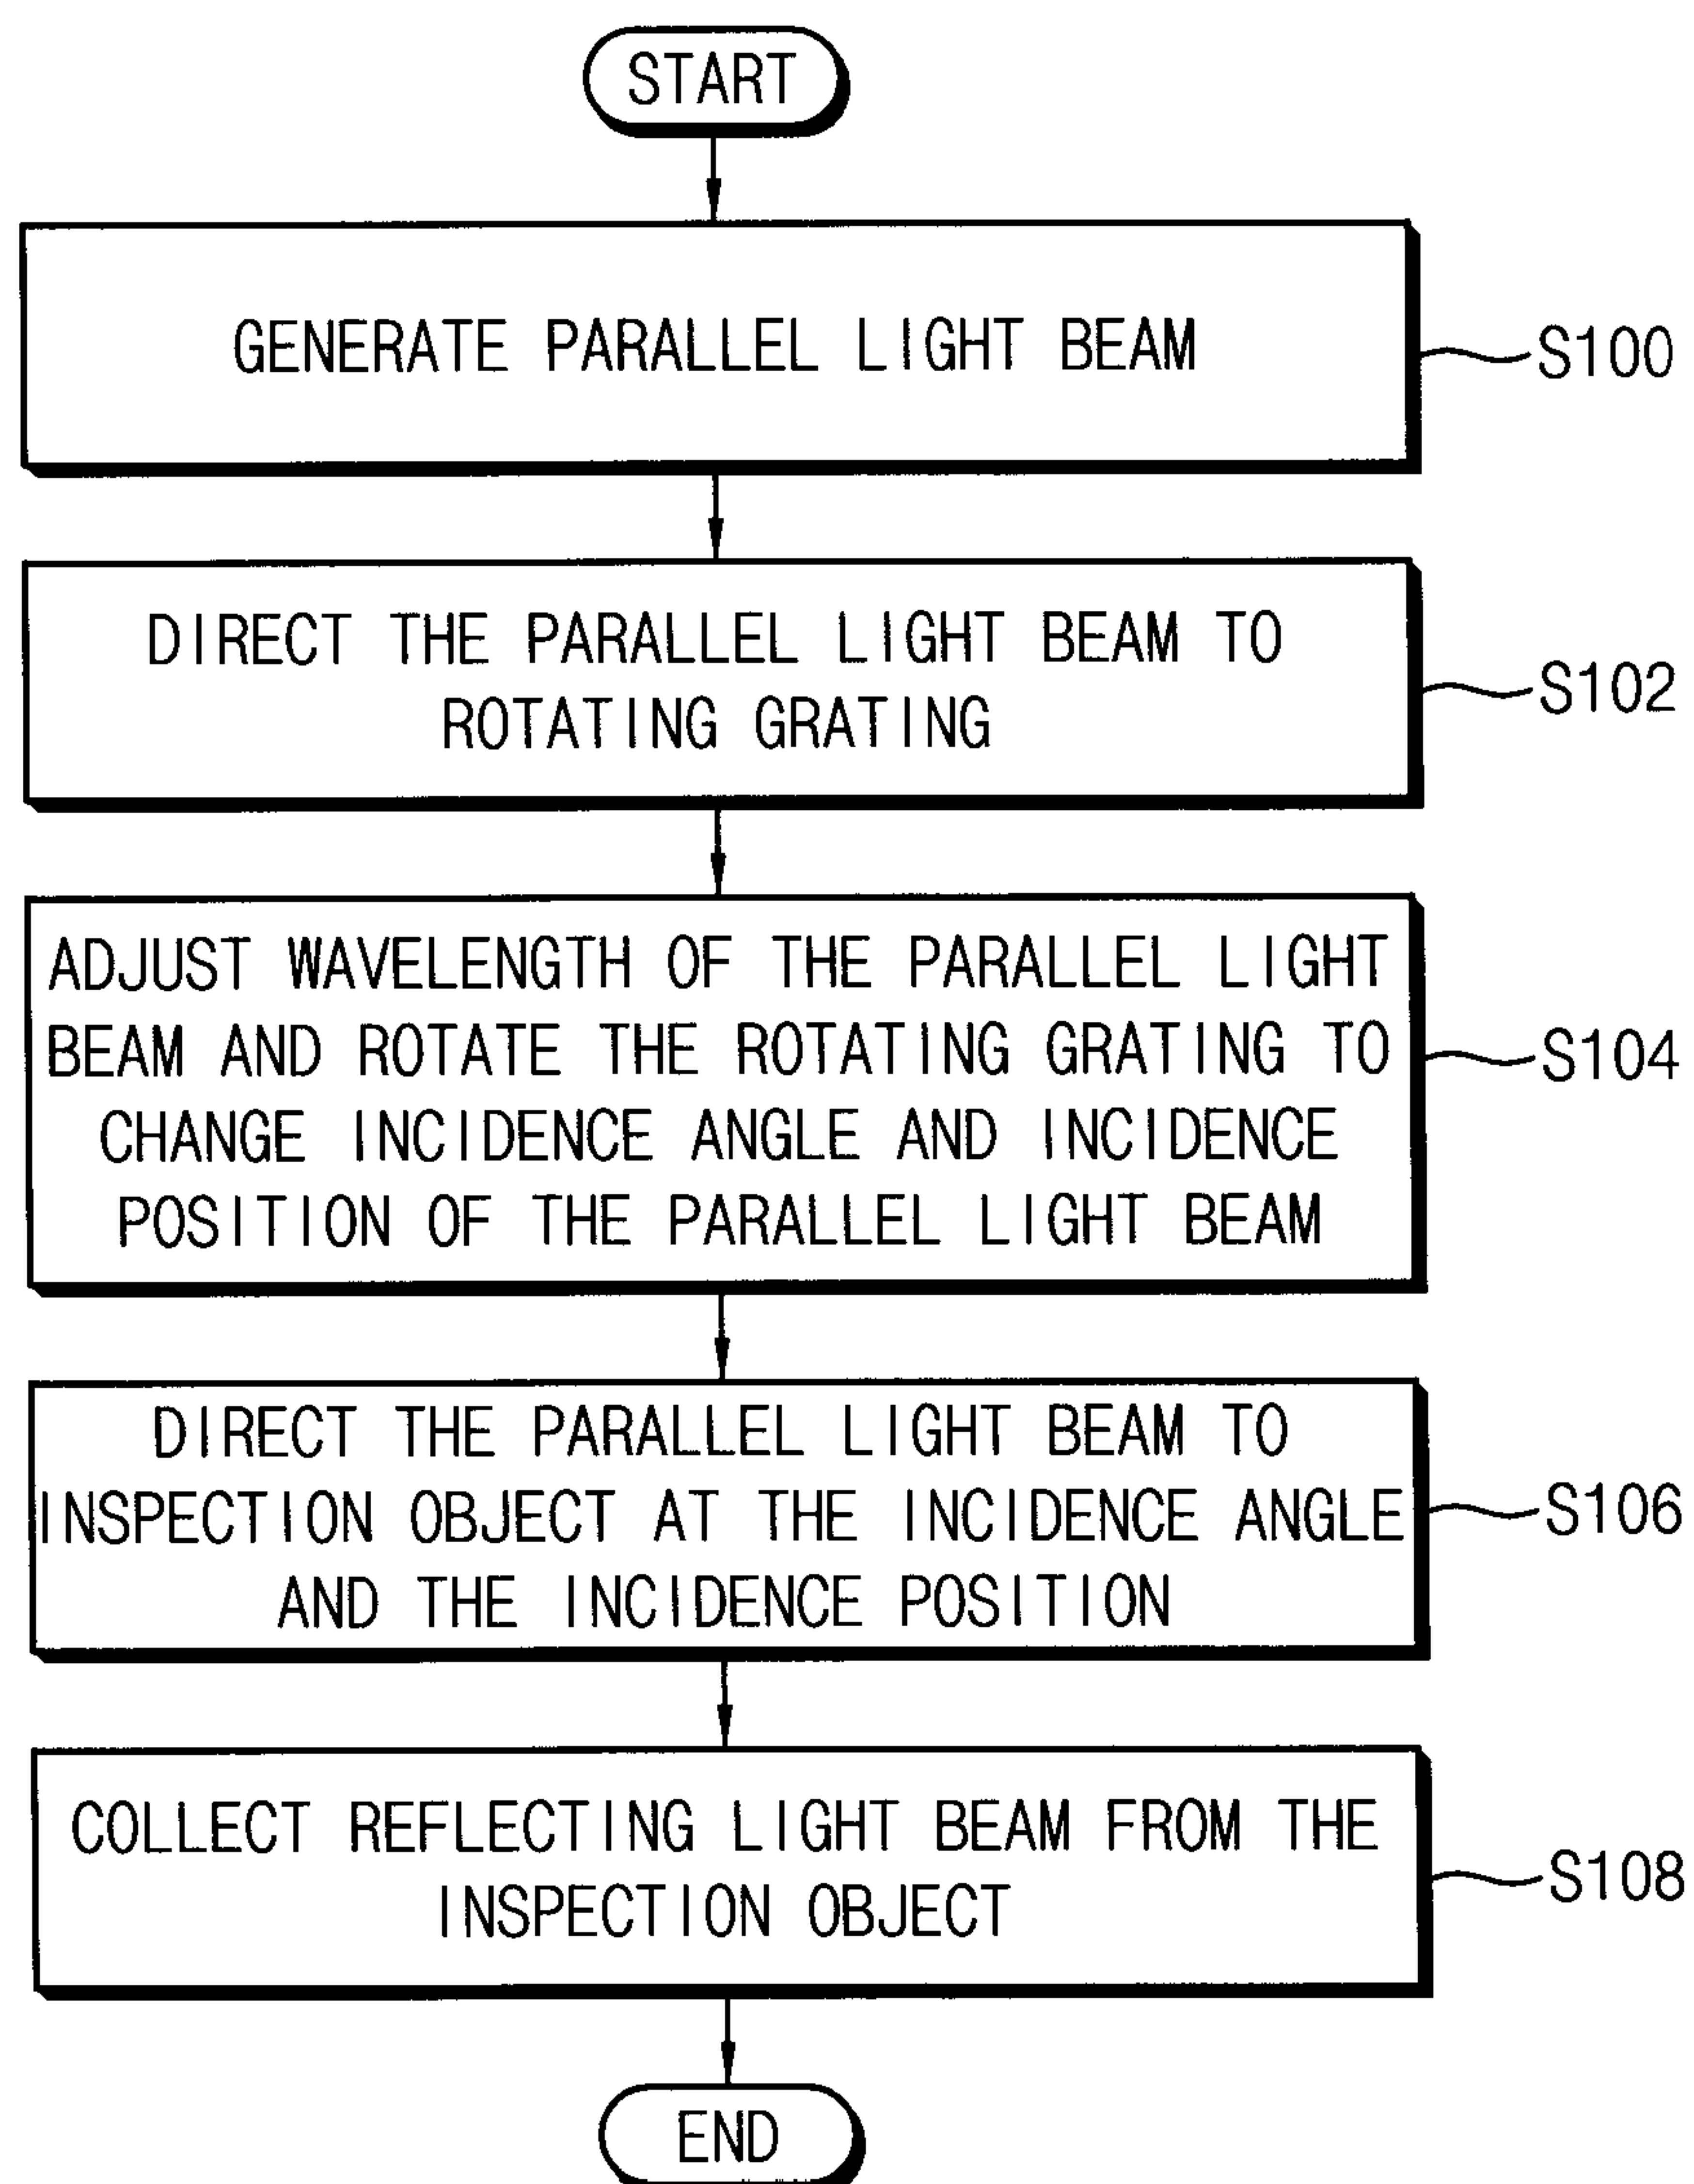 START
GENERATE PARALLEL LIGHT BEAM
S100
DIRECT THE PARALLEL LIGHT BEAM TO
ROTATING GRATING
S102
ADJUST WAVELENGTH OF THE PARALLEL LIGHT
BEAM AND ROTATE THE ROTATING GRATING TO
CHANGE INCIDENCE ANGLE AND INCIDENCE
POSITION OF THE PARALLEL LIGHT BEAM
S104
DIRECT THE PARALLEL LIGHT BEAM TO
INSPECTION OBJECT AT THE INCIDENCE ANGLE
AND THE INCIDENCE POSITION
S106
COLLECT REFLECTING LIGHT BEAM FROM THE
INSPECTION OBJECT
S108
END